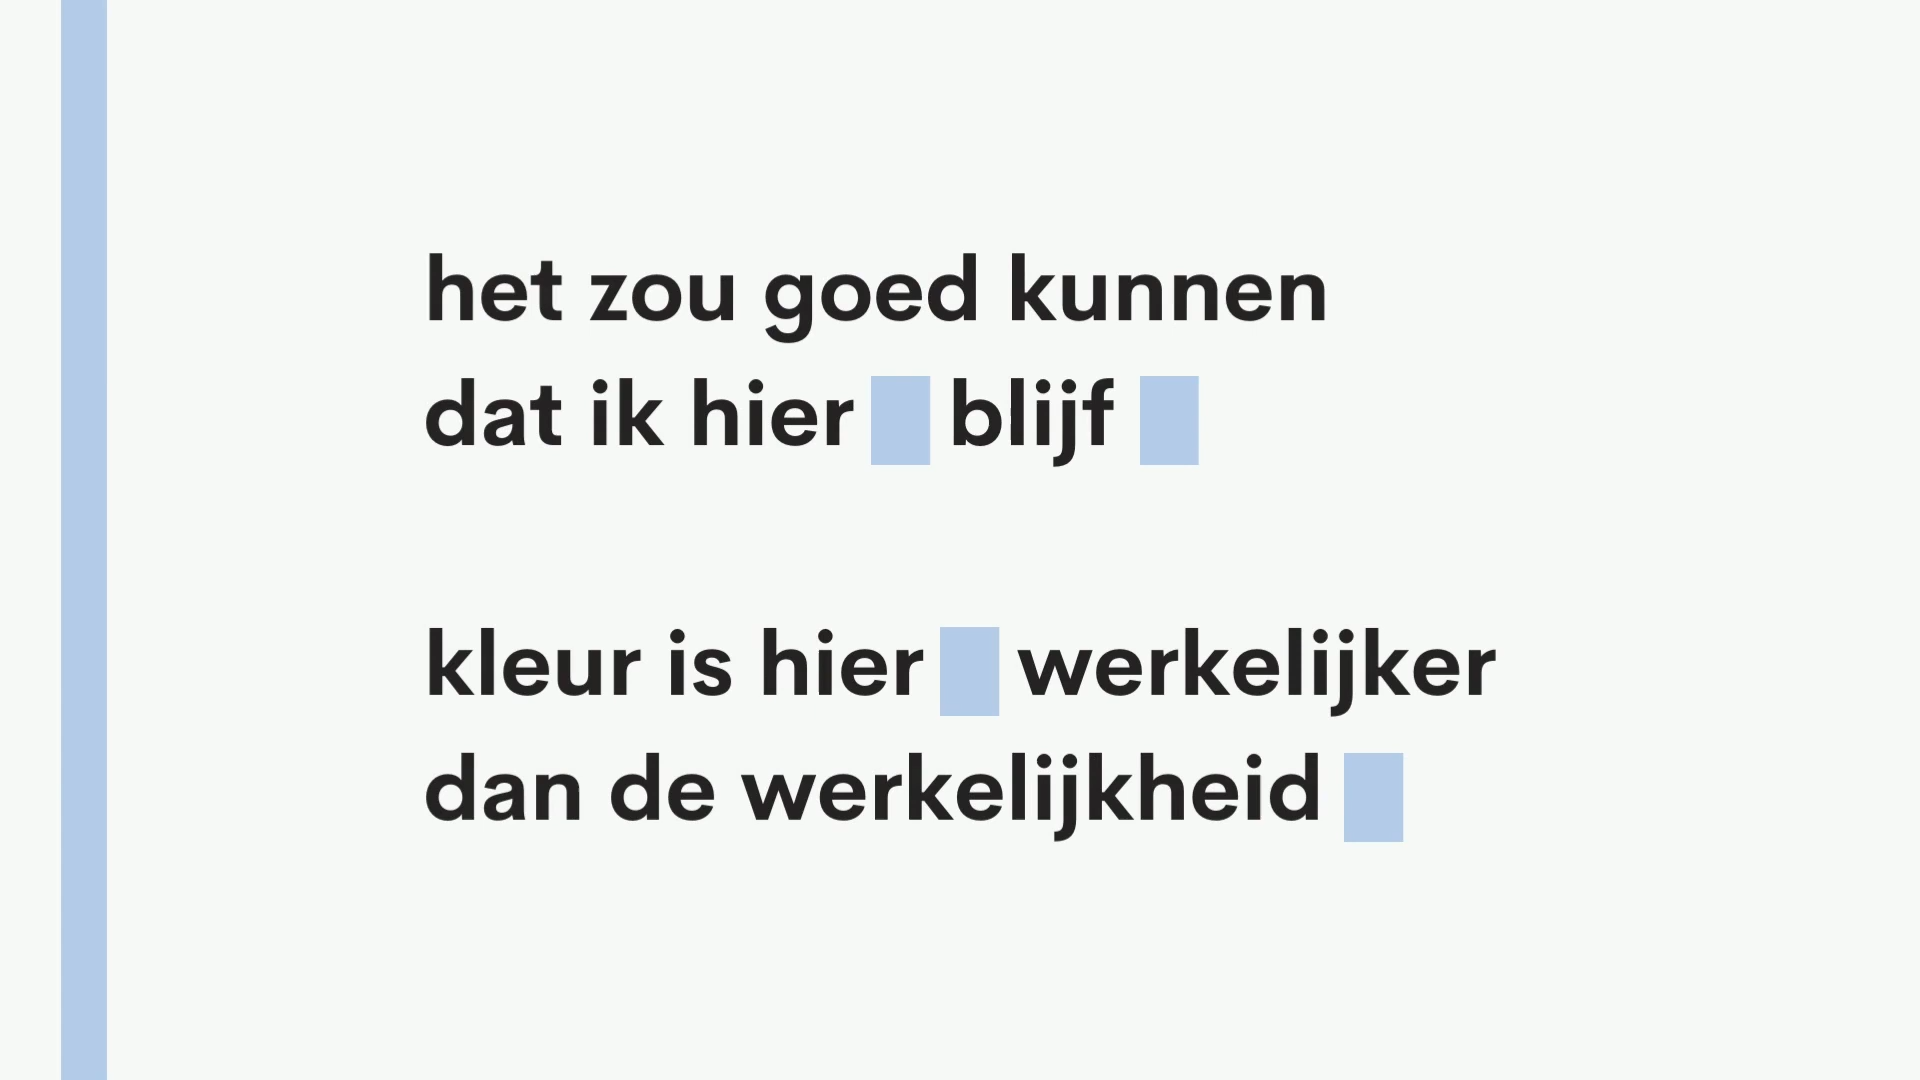 het zou goed kunnen
dat ik hier blijf
kleur is hier werkelijker
dan de werkelijkheid